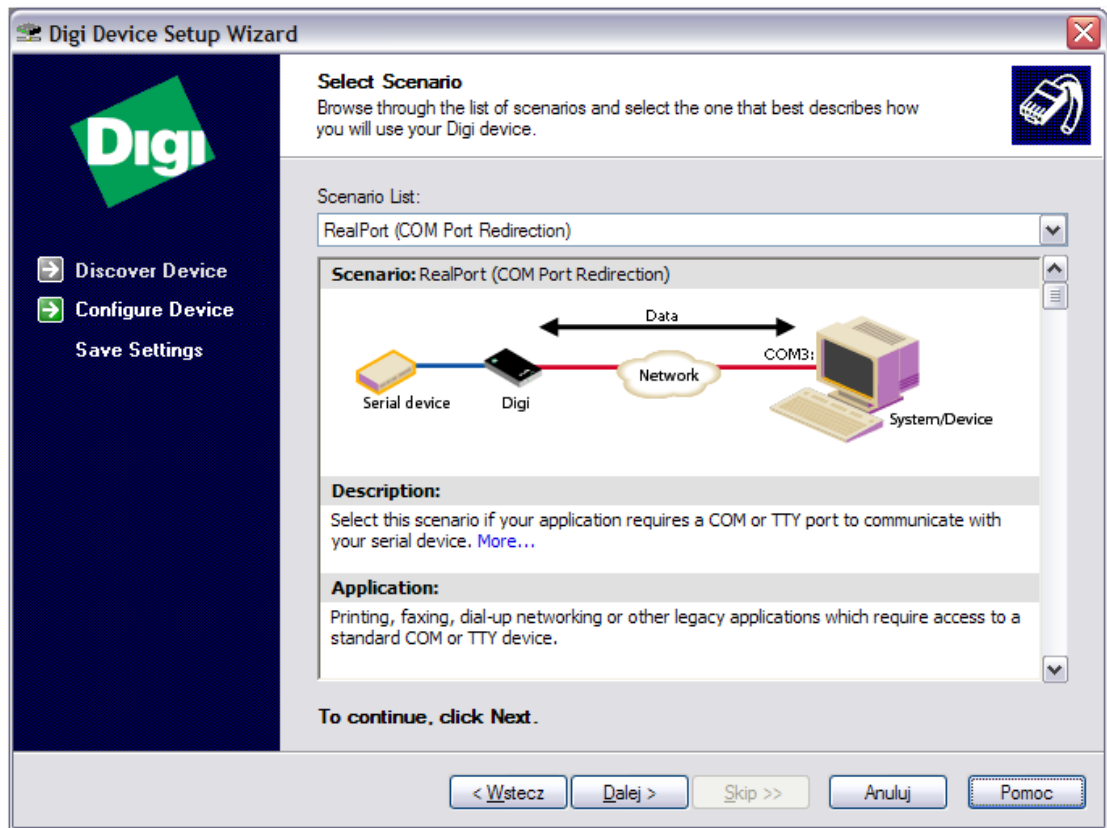 Digi Device Setup Wizard
Digi
Discover Device
Configure Device
Save Settings
Select Scenario
Browse through the list of scenarios and select the one that best describes how
you will use your Digi device.
Scenario List:
RealPort (COM Port Redirection)
Scenario: RealPort (COM Port Redirection)
Data
COM3:
Network
Serial device
Digi
System/Device
Description:
Select this scenario if your application requires a COM or TTY port to communicate with
your serial device. More...
Application:
Printing, faxing, dial-up networking or other legacy applications which require access to a
standard COM or TTY device.
To continue, click Next.
< Wstecz
Dalej >
Skip >>
Anuluj
Pomoc